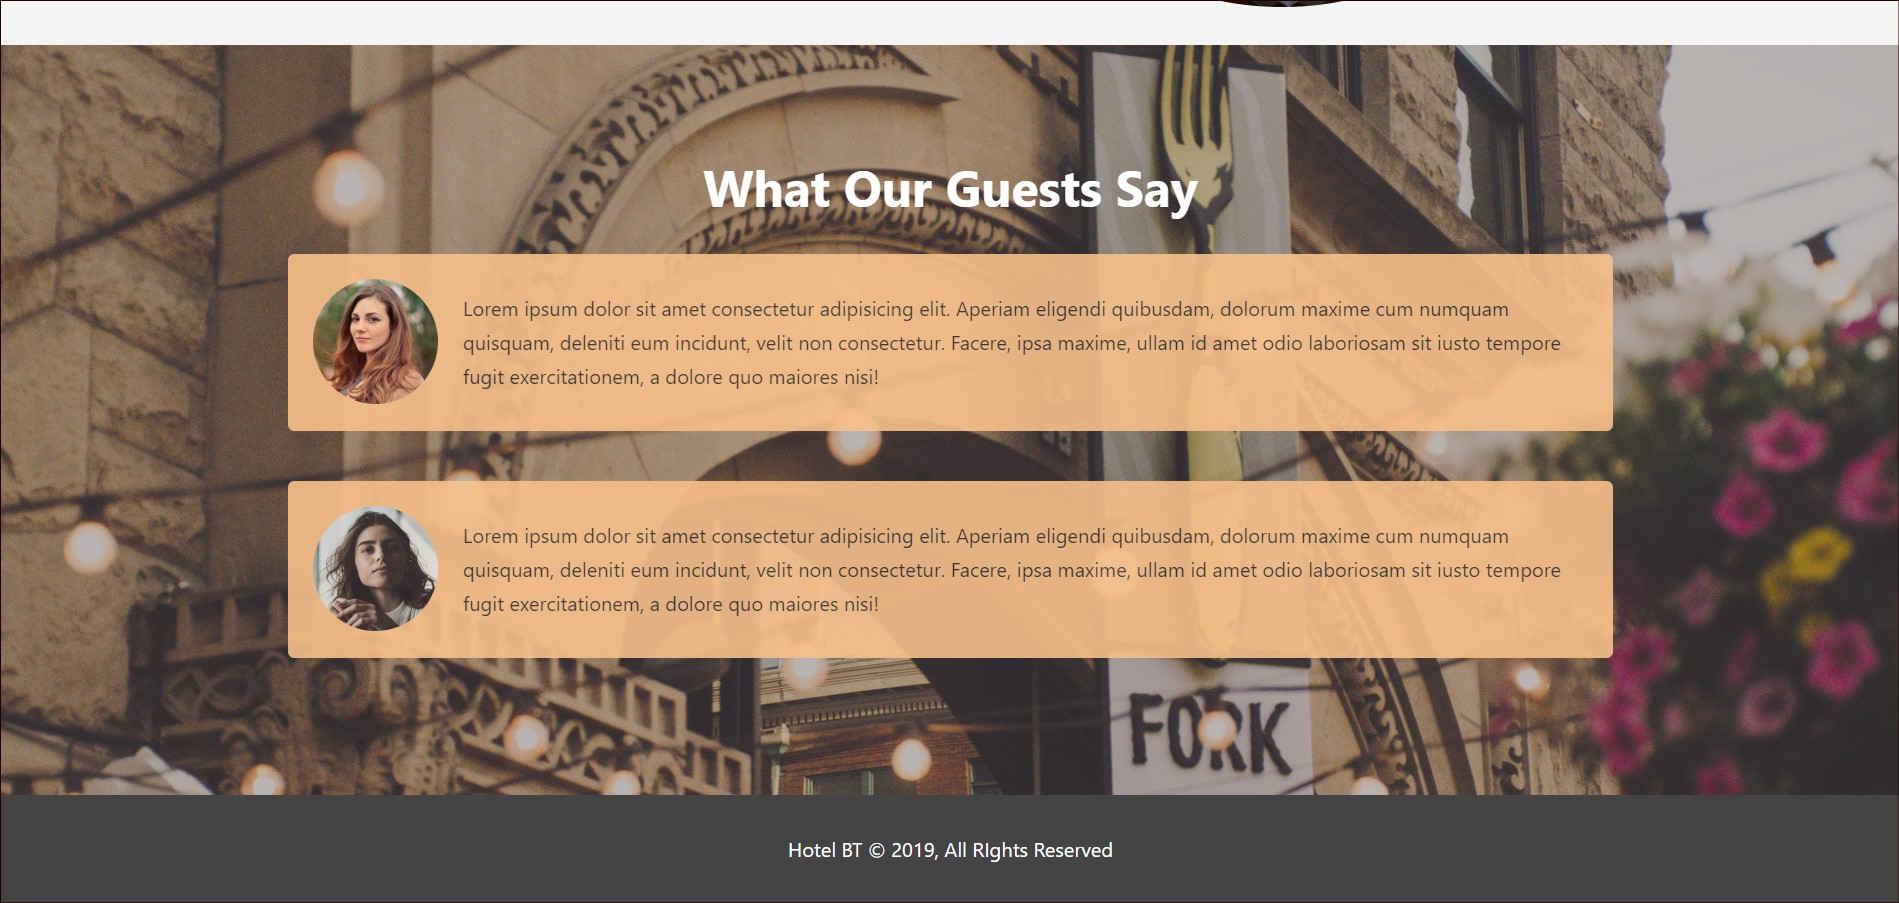 What Our Guests Say
Lorem ipsum dolor sit amet consectetur adipisicing elit. Aperiam eligendi quibusdam, dolorum maxime cum numquam
quisquam, deleniti eum incidunt, velit non consectetur. Facere, ipsa maxime, ullam id amet odio laboriosam sit iusto tempore
fugit exercitationem, a dolore quo maiores nisi!
Lorem ipsum dolor sit amet consectetur adipisicing elit. Aperiam eligendi quibusdam, dolorum maxime cum numquam
quisquam, deleniti eum incidunt, velit non consectetur. Facere, ipsa maxime, ullam id amet odio laboriosam sit iusto tempore
fugit exercitationem, a dolore quo maiores nisi!
FORK
Hotel BT © 2019, All RIghts Reserved